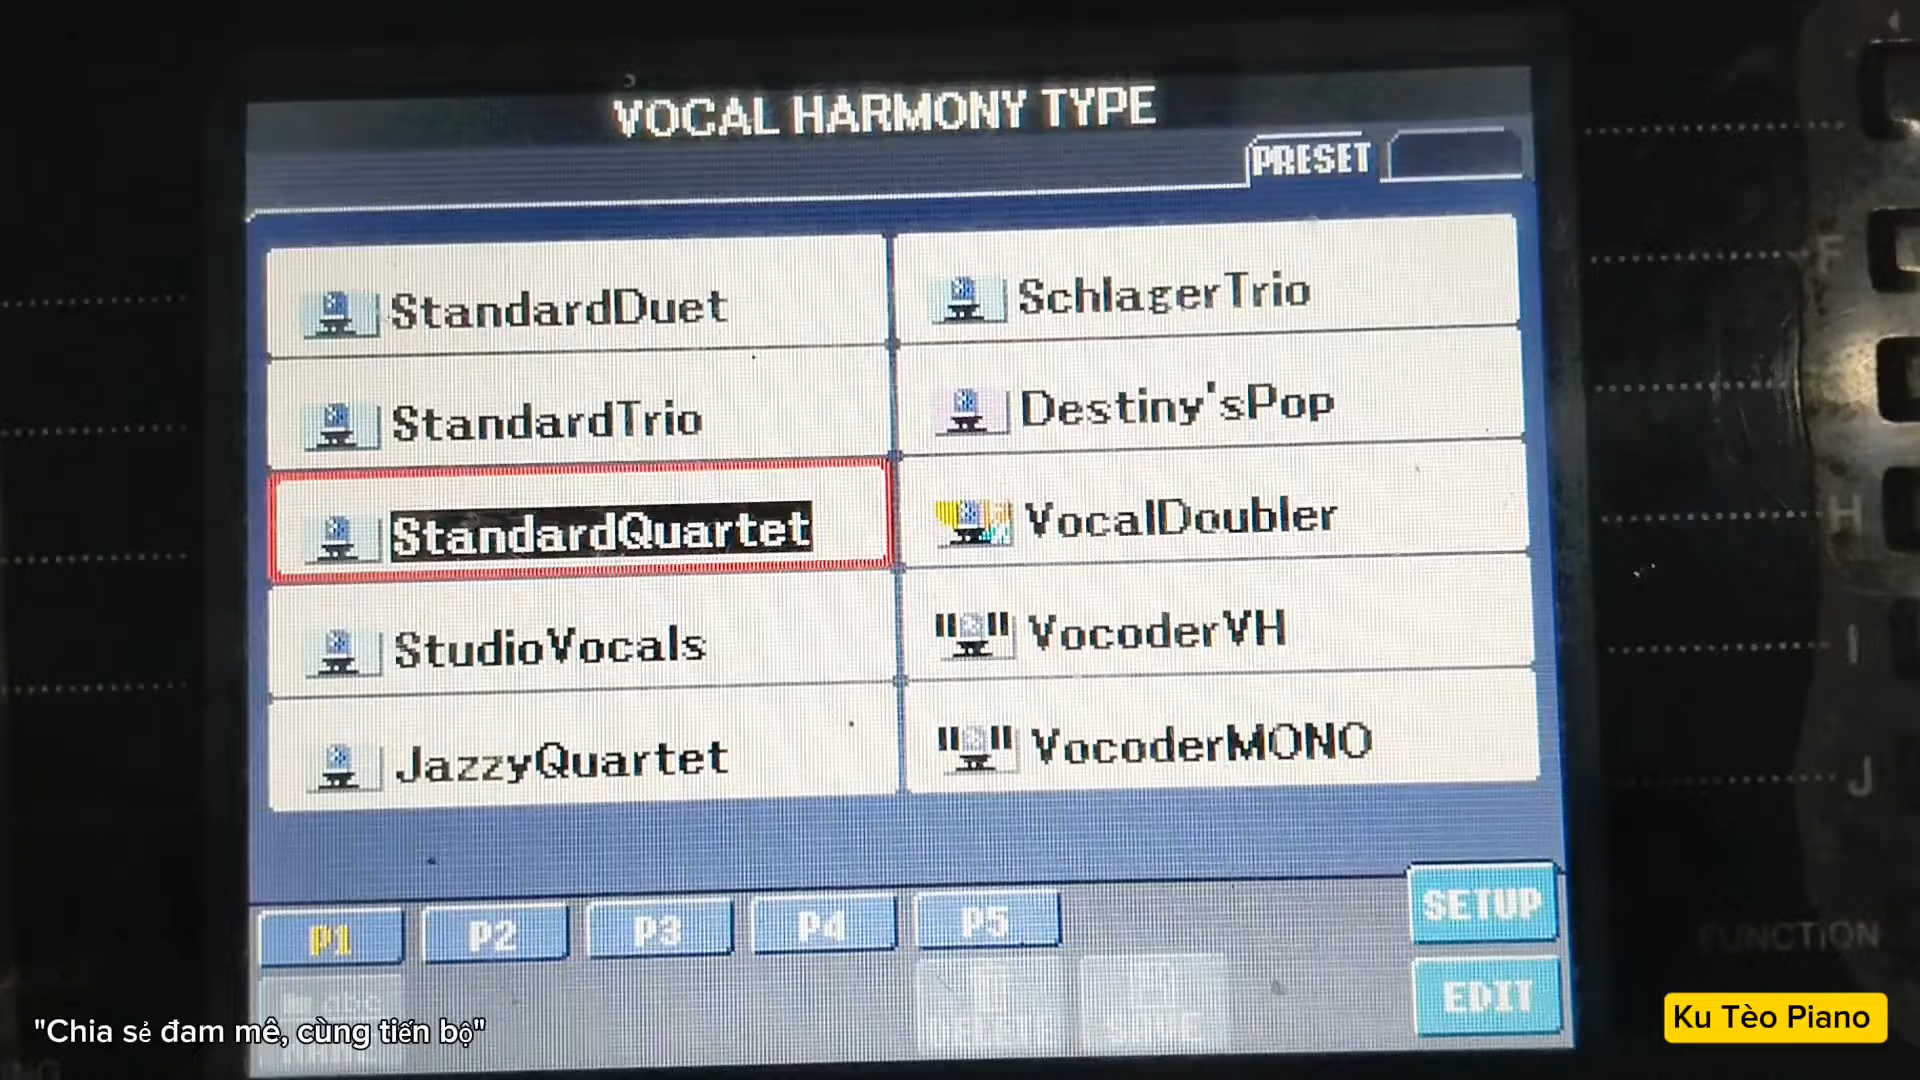 VOCAL HARMONY TYPE
PRESET
StandardDuet
SchlagerTrio
StandardTrio
Destiny'sPop
StandardQuartet
VocalDoubler
StudioVocals
VocoderVH
JazzyQuartet
VocoderMONO
F
H
I
J
P1
P2
P3
P4
P5
SETUP
FUNCTION
EDIT
"Chia sẻ đam mê, cùng tiến bộ"
Ku Tèo Piano